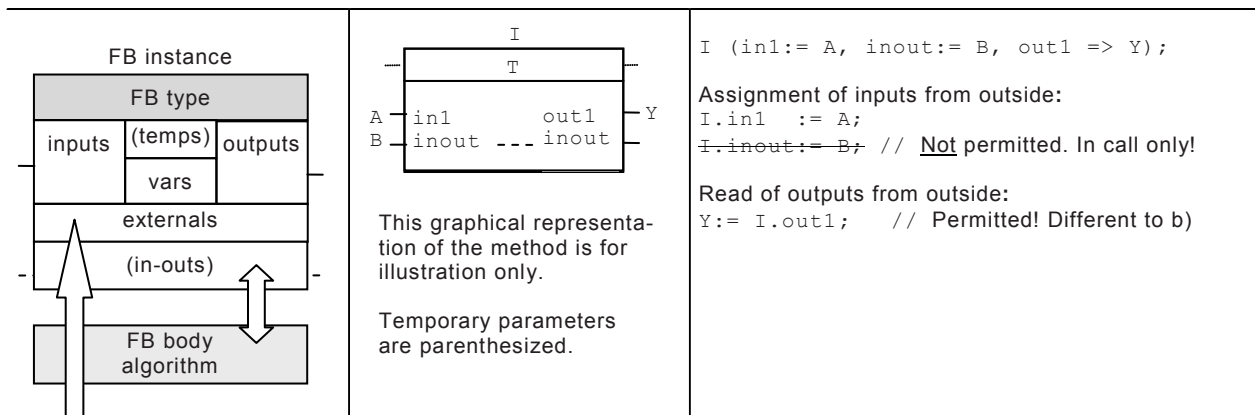 FB instance
FB type
inputs
(temps)
outputs
vars
externals
(in-outs)
FB body
algorithm
I
T
A in1 out1 Y
B inout --- inout
This graphical representa-
tion of the method is for
illustration only.
Temporary parameters
are parenthesized.
I (in1:= A, inout:= B, out1 => Y);
Assignment of inputs from outside:
I.in1 := A;
I.inout:= B; // Not permitted. In call only!
Read of outputs from outside:
Y:= I.out1; // Permitted! Different to b)